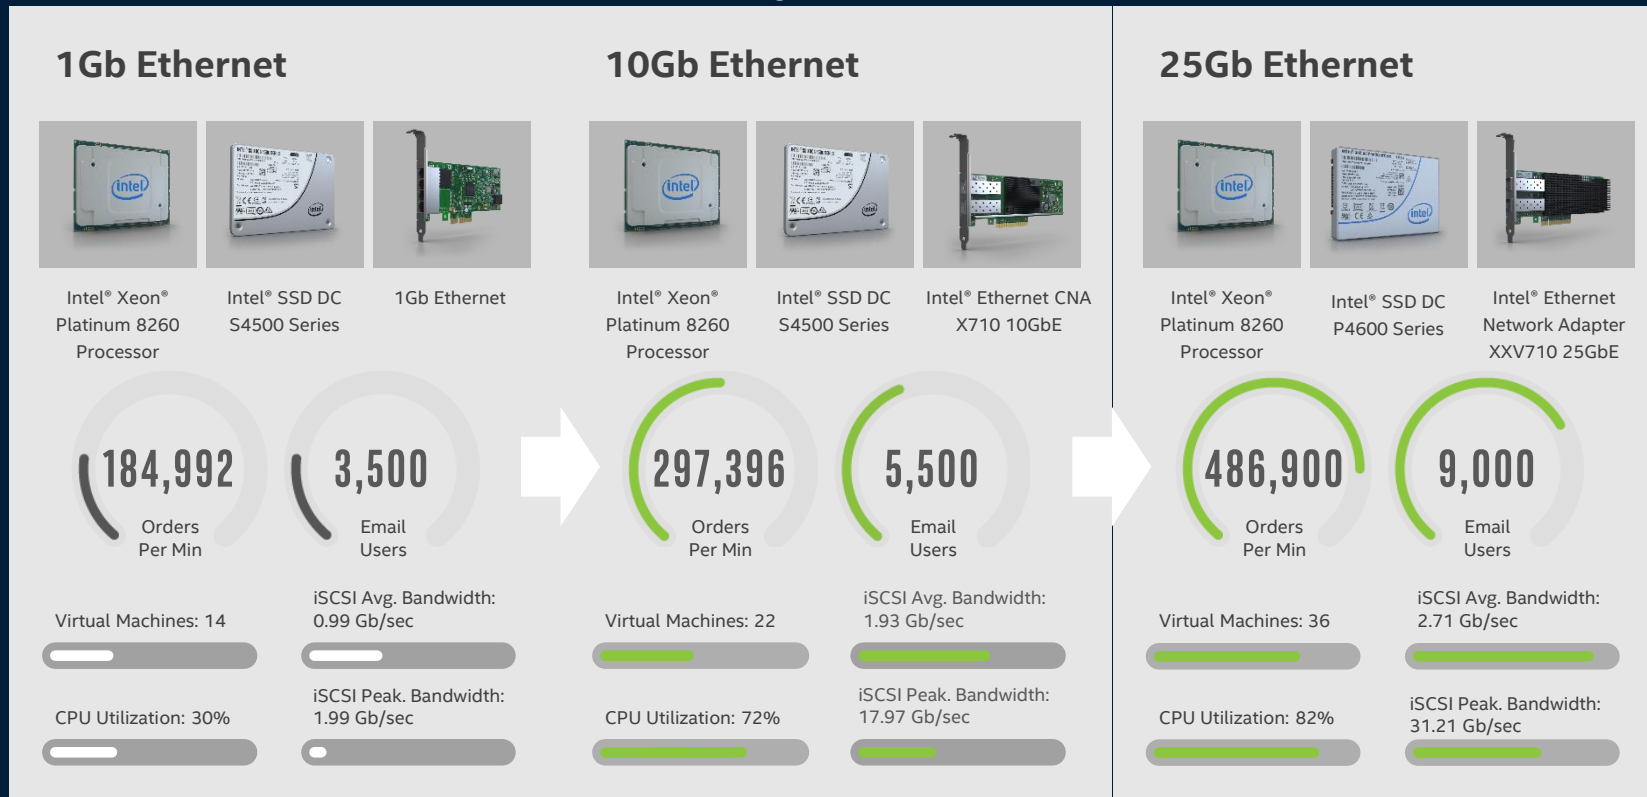 1Gb Ethernet
intel
intel
Intel® Xeon®
Platinum 8260
Processor
Intel® SSD DC
S4500 Series
1Gb Ethernet
184,992
Orders
Per Min
3,500
Email
Users
Virtual Machines: 14
iSCSI Avg. Bandwidth:
0.99 Gb/sec
CPU Utilization: 30%
iSCSI Peak. Bandwidth:
1.99 Gb/sec
10Gb Ethernet
intel
intel
Intel® Xeon®
Platinum 8260
Processor
Intel® SSD DC
S4500 Series
Intel® Ethernet CNA
X710 10GbE
297,396
Orders
Per Min
5,500
Email
Users
Virtual Machines: 22
iSCSI Avg. Bandwidth:
1.93 Gb/sec
CPU Utilization: 72%
iSCSI Peak. Bandwidth:
17.97 Gb/sec
25Gb Ethernet
intel
intel
Intel® Xeon®
Platinum 8260
Processor
Intel® SSD DC
P4600 Series
Intel® Ethernet
Network Adapter
XXV710 25GbE
486,900
Orders
Per Min
9,000
Email
Users
Virtual Machines: 36
iSCSI Avg. Bandwidth:
2.71 Gb/sec
CPU Utilization: 82%
iSCSI Peak. Bandwidth:
31.21 Gb/sec